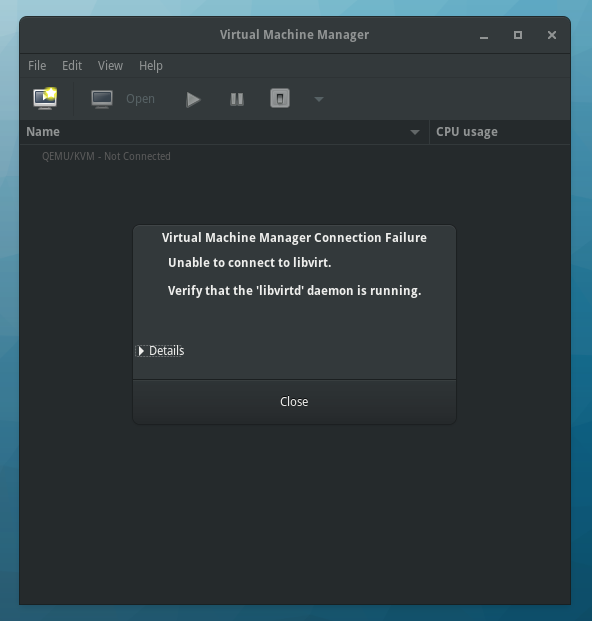 Virtual Machine Manager
File Edit View Help
Open
Name CPU usage
QEMU/KVM - Not Connected
Virtual Machine Manager Connection Failure
Unable to connect to libvirt.
Verify that the 'libvirtd' daemon is running.
Details
Close